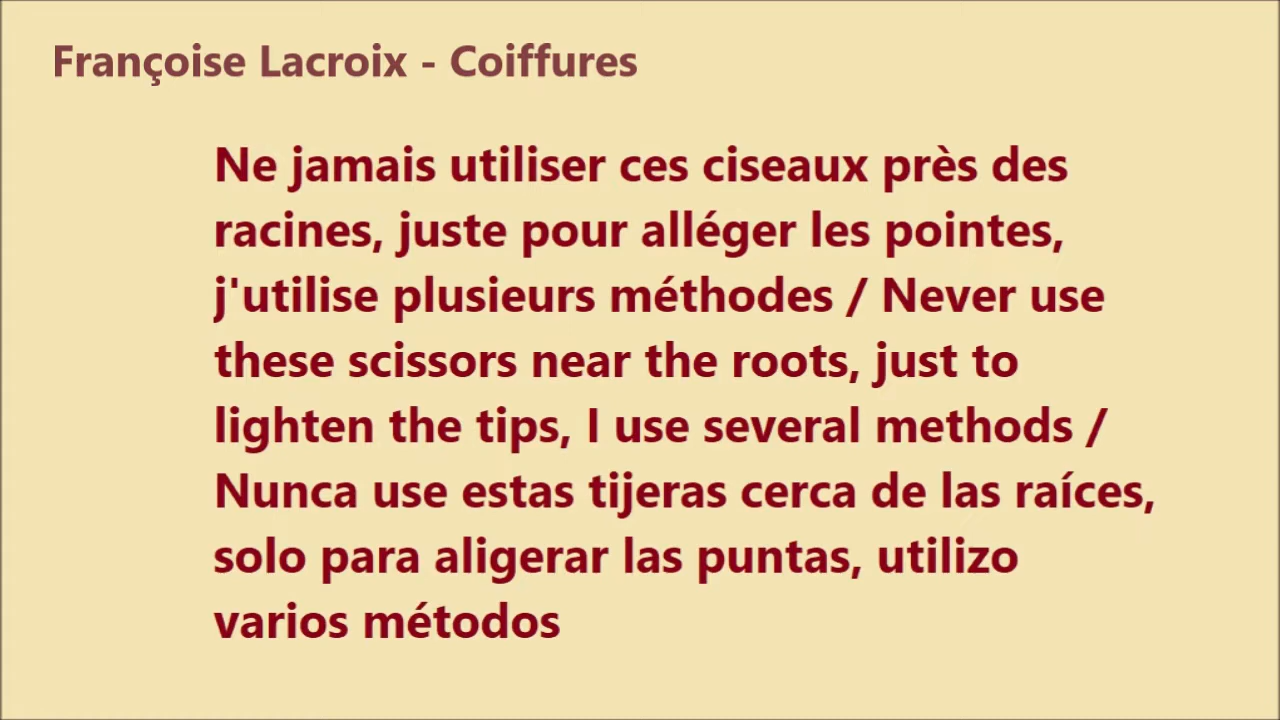 Françoise Lacroix - Coiffures
Ne jamais utiliser ces ciseaux près des
racines, juste pour alléger les pointes,
j'utilise plusieurs méthodes / Never use
these scissors near the roots, just to
lighten the tips, I use several methods /
Nunca use estas tijeras cerca de las raíces,
solo para aligerar las puntas, utilizo
varios métodos